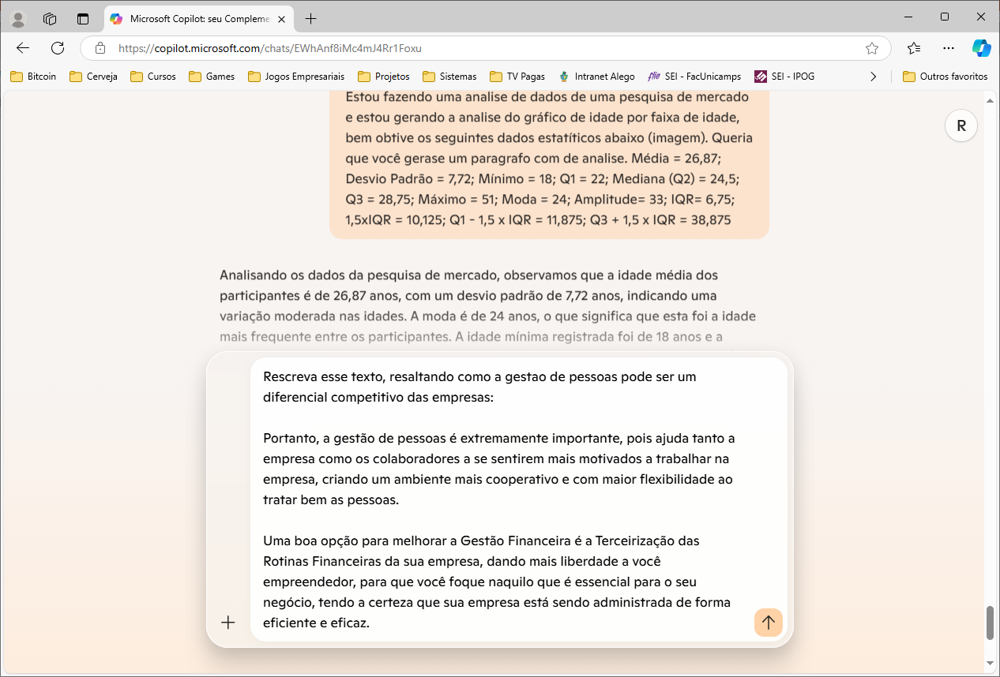 Microsoft Copilot: seu Compleme
https://copilot.microsoft.com/chats/EWhAnf8iMc4mJ4Rr1Foxu
Bitcoin Cerveja Cursos Games Jogos Empresariais Projetos Sistemas TV Pagas Intranet Alego flie SEI - FacUnicamps SEI - IPOG Outros favoritos
Estou fazendo uma analise de dados de uma pesquisa de mercado
e estou gerando a analise do gráfico de idade por faixa de idade,
bem obtive os seguintes dados estatíticos abaixo (imagem). Queria
que você gerase um paragrafo com de analise. Média = 26,87;
Desvio Padrão = 7,72; Mínimo = 18; Q1 = 22; Mediana (Q2) = 24,5;
Q3 = 28,75; Máximo = 51; Moda = 24; Amplitude= 33; IQR= 6,75;
1,5xIQR = 10,125; Q1 - 1,5 x IQR = 11,875; Q3 + 1,5 x IQR = 38,875
R
Analisando os dados da pesquisa de mercado, observamos que a idade média dos
participantes é de 26,87 anos, com um desvio padrão de 7,72 anos, indicando uma
variação moderada nas idades. A moda é de 24 anos, o que significa que esta foi a idade
mais frequente entre os participantes. A idade mínima registrada foi de 18 anos e a
Rescreva esse texto, resaltando como a gestao de pessoas pode ser um
diferencial competitivo das empresas:
Portanto, a gestão de pessoas é extremamente importante, pois ajuda tanto a
empresa como os colaboradores a se sentirem mais motivados a trabalhar na
empresa, criando um ambiente mais cooperativo e com maior flexibilidade ao
tratar bem as pessoas.
Uma boa opção para melhorar a Gestão Financeira é a Terceirização das
Rotinas Financeiras da sua empresa, dando mais liberdade a você
empreendedor, para que você foque naquilo que é essencial para o seu
negócio, tendo a certeza que sua empresa está sendo administrada de forma
eficiente e eficaz.